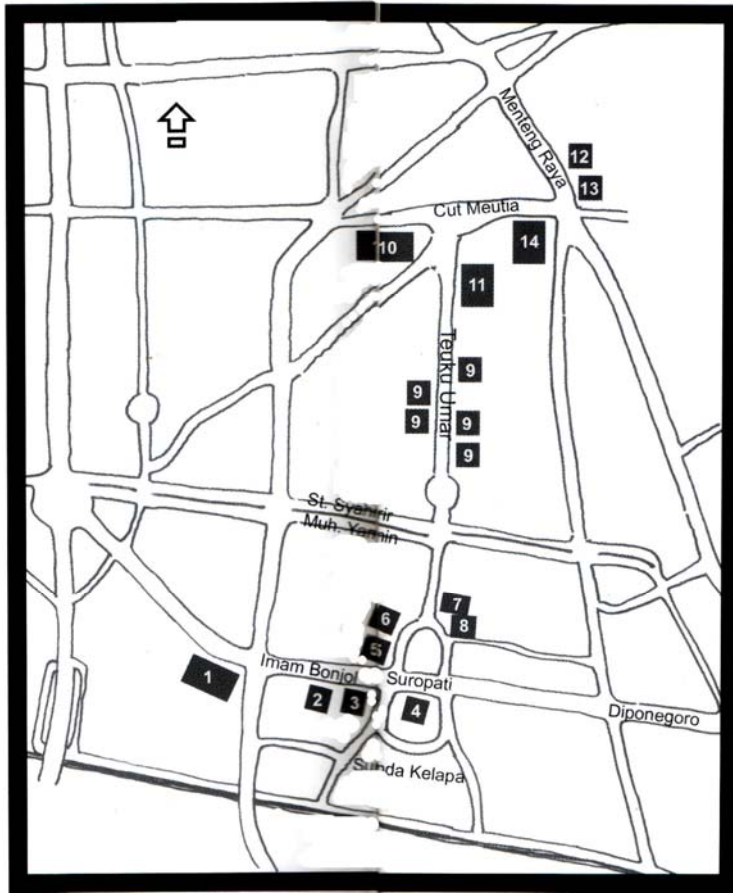 Menteng Raya
12
13
Cut Meutia
10
14
11
Teuku Umar
9
9
9
9
9
St. Syahrir
Muh. Yamin
7
6
8
5
Imam Bonjol
Suropati
1
2
3
4
Diponegoro
Sunda Kelapa